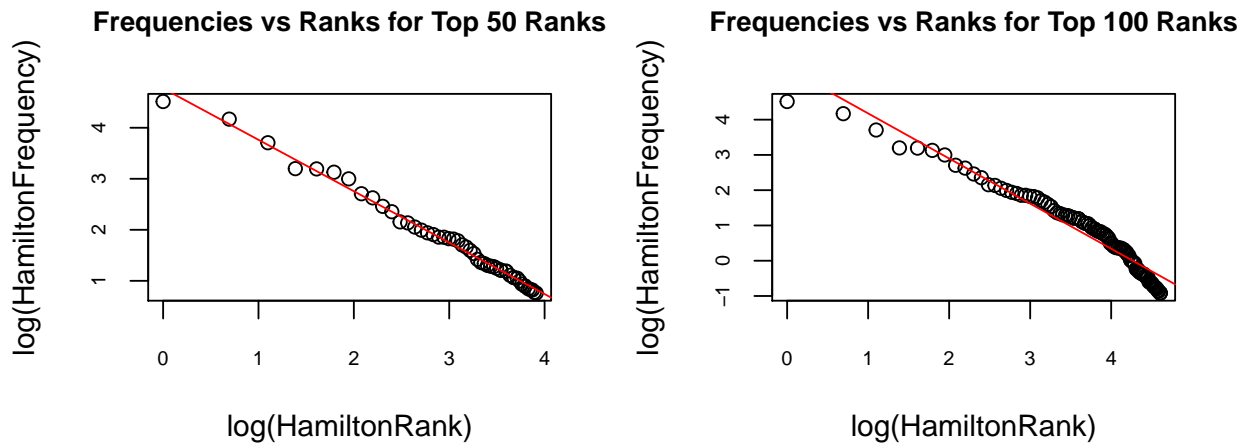 Frequencies vs Ranks for Top 50 Ranks
log(HamiltonFrequency)
4
3
2
1
0 1 2 3 4
log(HamiltonRank)
Frequencies vs Ranks for Top 100 Ranks
log(HamiltonFrequency)
4
3
2
1
0
−1
0 1 2 3 4
log(HamiltonRank)